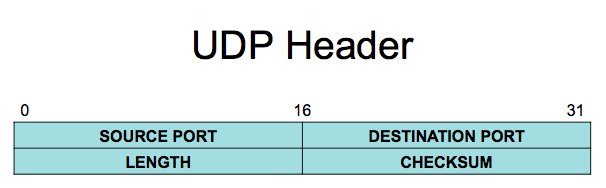 UDP Header
0 16 31
SOURCE PORT DESTINATION PORT
LENGTH CHECKSUM